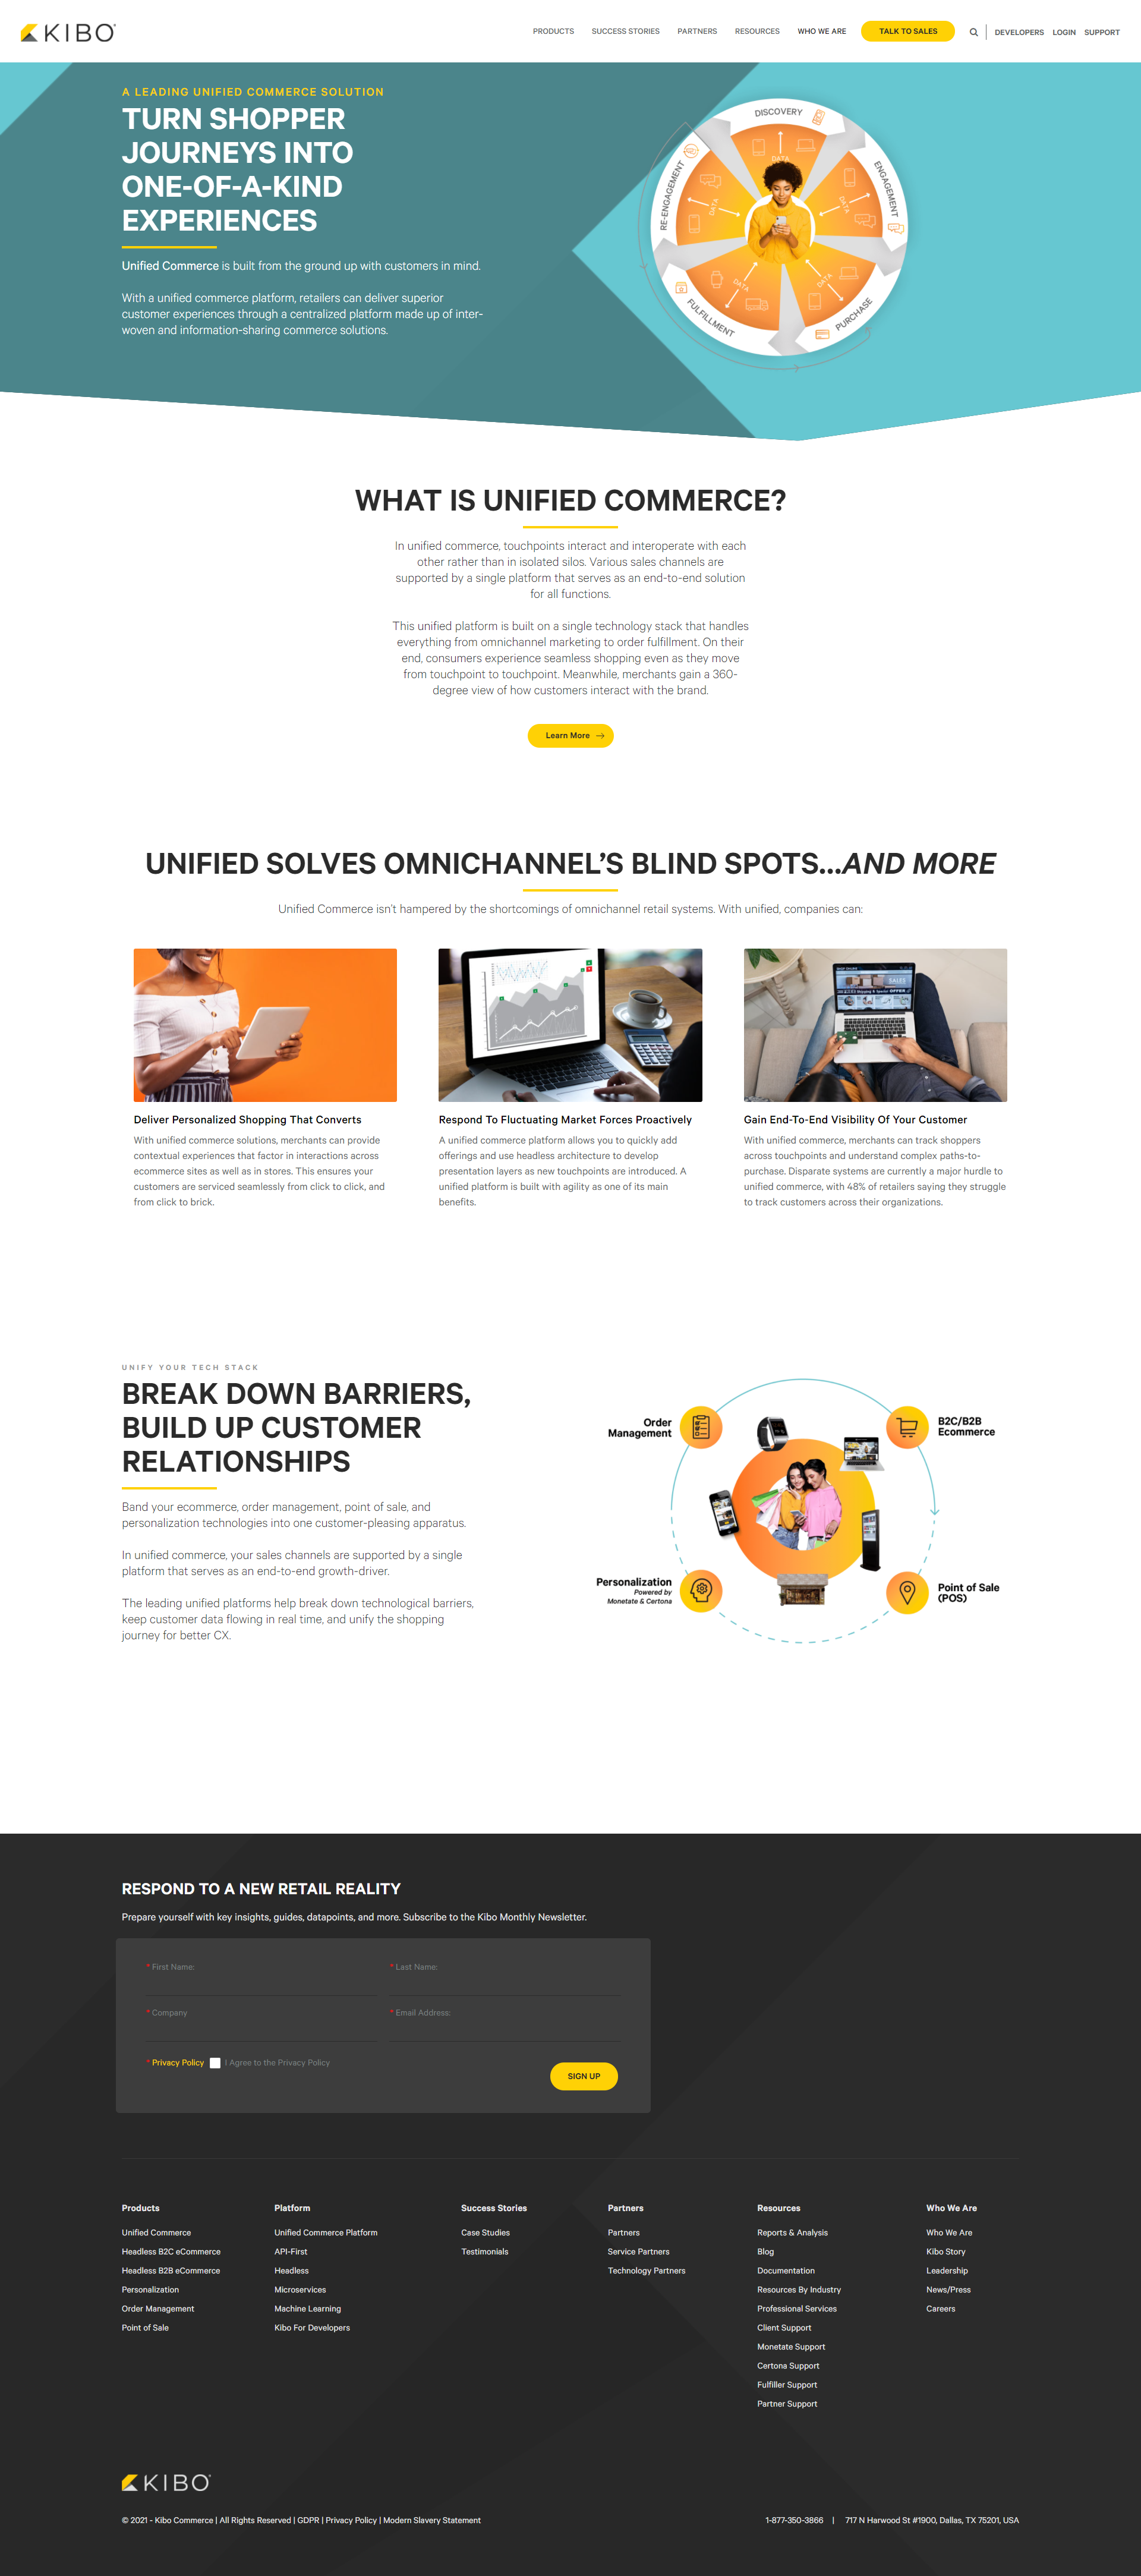 KIBO
PRODUCTS SUCCESS STORIES PARTNERS RESOURCES WHO WE ARE TALK TO SALES DEVELOPERS LOGIN SUPPORT
A LEADING UNIFIED COMMERCE SOLUTION
TURN SHOPPER
JOURNEYS INTO
ONE-OF-A-KIND
EXPERIENCES
Unified Commerce is built from the ground up with customers in mind.
With a unified commerce platform, retailers can deliver superior
customer experiences through a centralized platform made up of inter-
woven and information-sharing commerce solutions.
DISCOVERY
ENGAGEMENT
PURCHASE
FULFILLMENT
RE-ENGAGEMENT
DATA
DATA
DATA
DATA
DATA
WHAT IS UNIFIED COMMERCE?
In unified commerce, touchpoints interact and interoperate with each
other rather than in isolated silos. Various sales channels are
supported by a single platform that serves as an end-to-end solution
for all functions.
This unified platform is built on a single technology stack that handles
everything from omnichannel marketing to order fulfillment. On their
end, consumers experience seamless shopping even as they move
from touchpoint to touchpoint. Meanwhile, merchants gain a 360-
degree view of how customers interact with the brand.
Learn More
UNIFIED SOLVES OMNICHANNEL’S BLIND SPOTS...AND MORE
Unified Commerce isn’t hampered by the shortcomings of omnichannel retail systems. With unified, companies can:
SALES
OFFER
Deliver Personalized Shopping That Converts
With unified commerce solutions, merchants can provide
contextual experiences that factor in interactions across
ecommerce sites as well as in stores. This ensures your
customers are serviced seamlessly from click to click, and
from click to brick.
Respond To Fluctuating Market Forces Proactively
A unified commerce platform allows you to quickly add
offerings and use headless architecture to develop
presentation layers as new touchpoints are introduced. A
unified platform is built with agility as one of its main
benefits.
Gain End-To-End Visibility Of Your Customer
With unified commerce, merchants can track shoppers
across touchpoints and understand complex paths-to-
purchase. Disparate systems are currently a major hurdle to
unified commerce, with 48% of retailers saying they struggle
to track customers across their organizations.
UNIFY YOUR TECH STACK
BREAK DOWN BARRIERS,
BUILD UP CUSTOMER
RELATIONSHIPS
Band your ecommerce, order management, point of sale, and
personalization technologies into one customer-pleasing apparatus.
In unified commerce, your sales channels are supported by a single
platform that serves as an end-to-end growth-driver.
The leading unified platforms help break down technological barriers,
keep customer data flowing in real time, and unify the shopping
journey for better CX.
Order
Management
B2C/B2B
Ecommerce
Personalization
Powered by
Monetate & Certona
Point of Sale
(POS)
RESPOND TO A NEW RETAIL REALITY
Prepare yourself with key insights, guides, datapoints, and more. Subscribe to the Kibo Monthly Newsletter.
* First Name: * Last Name:
* Company * Email Address:
* Privacy Policy I Agree to the Privacy Policy
SIGN UP
Products
Unified Commerce
Headless B2C eCommerce
Headless B2B eCommerce
Personalization
Order Management
Point of Sale
Platform
Unified Commerce Platform
API-First
Headless
Microservices
Machine Learning
Kibo For Developers
Success Stories
Case Studies
Testimonials
Partners
Partners
Service Partners
Technology Partners
Resources
Reports & Analysis
Blog
Documentation
Resources By Industry
Professional Services
Client Support
Monetate Support
Certona Support
Fulfiller Support
Partner Support
Who We Are
Who We Are
Kibo Story
Leadership
News/Press
Careers
KIBO
© 2021 - Kibo Commerce | All Rights Reserved | GDPR | Privacy Policy | Modern Slavery Statement
1-877-350-3866 | 717 N Harwood St #1900, Dallas, TX 75201, USA